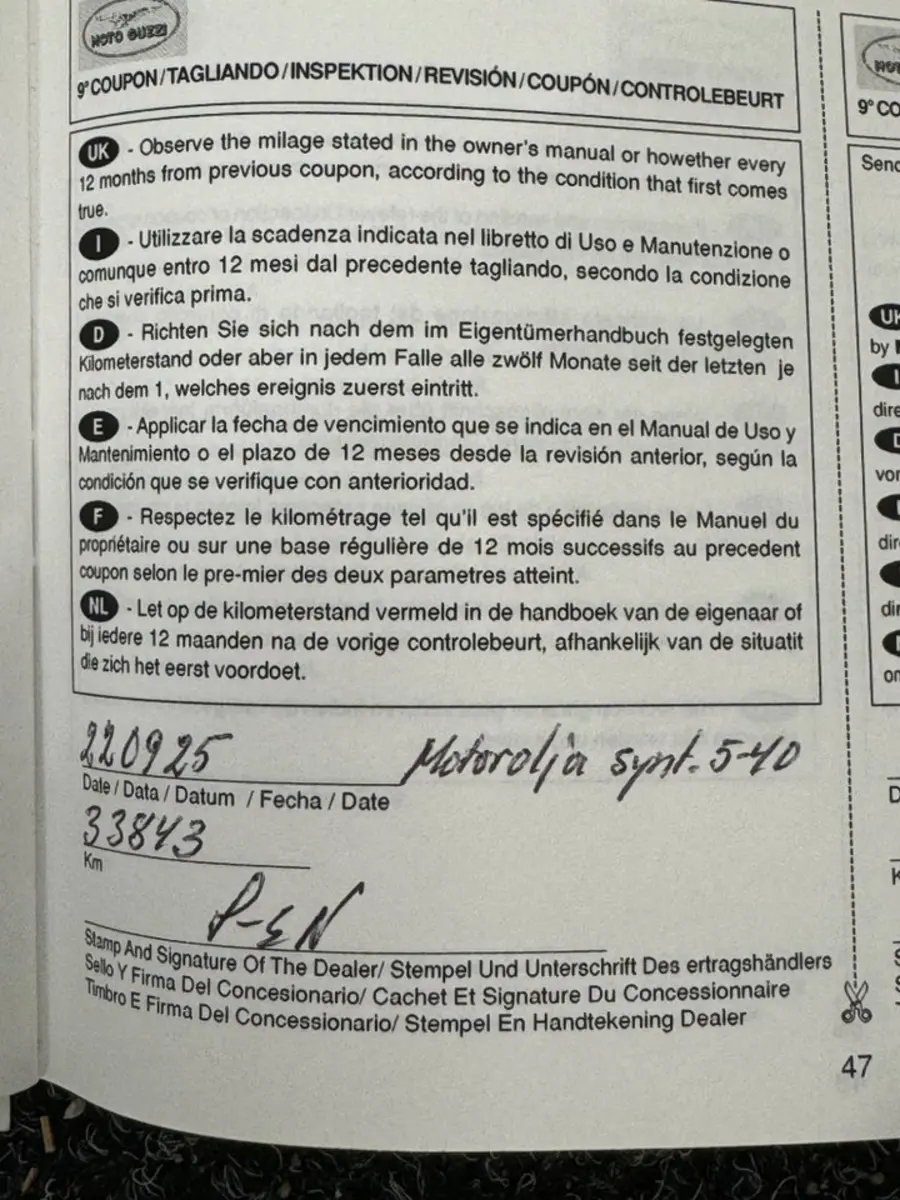 MOTO GUZZI
9° COUPON/TAGLIANDO/INSPEKTION/REVISIÓN/COUPÓN/CONTROLEBEURT
UK - Observe the milage stated in the owner's manual or howether every
12 months from previous coupon, according to the condition that first comes
true.
I - Utilizzare la scadenza indicata nel libretto di Uso e Manutenzione o
comunque entro 12 mesi dal precedente tagliando, secondo la condizione
che si verifica prima.
D - Richten Sie sich nach dem im Eigentümerhandbuch festgelegten
Kilometerstand oder aber in jedem Falle alle zwölf Monate seit der letzten je
nach dem 1, welches ereignis zuerst eintritt.
E - Applicar la fecha de vencimiento que se indica en el Manual de Uso y
Mantenimiento o el plazo de 12 meses desde la revisión anterior, según la
condición que se verifique con anterioridad.
F - Respectez le kilométrage tel qu'il est spécifié dans le Manuel du
propriétaire ou sur une base régulière de 12 mois successifs au precedent
coupon selon le pre-mier des deux parametres atteint.
NL - Let op de kilometerstand vermeld in de handboek van de eigenaar of
bij iedere 12 maanden na de vorige controlebeurt, afhankelijk van de situatit
die zich het eerst voordoet.
220925 Motorolja synt. 5-40
Date / Data / Datum / Fecha / Date
33843
Km
P-EN
Stamp And Signature Of The Dealer/ Stempel Und Unterschrift Des ertragshändlers
Sello Y Firma Del Concesionario/ Cachet Et Signature Du Concessionnaire
Timbro E Firma Del Concessionario/ Stempel En Handtekening Dealer
47
9° CO
UK
by
I
dire
vor
dir
dir
on